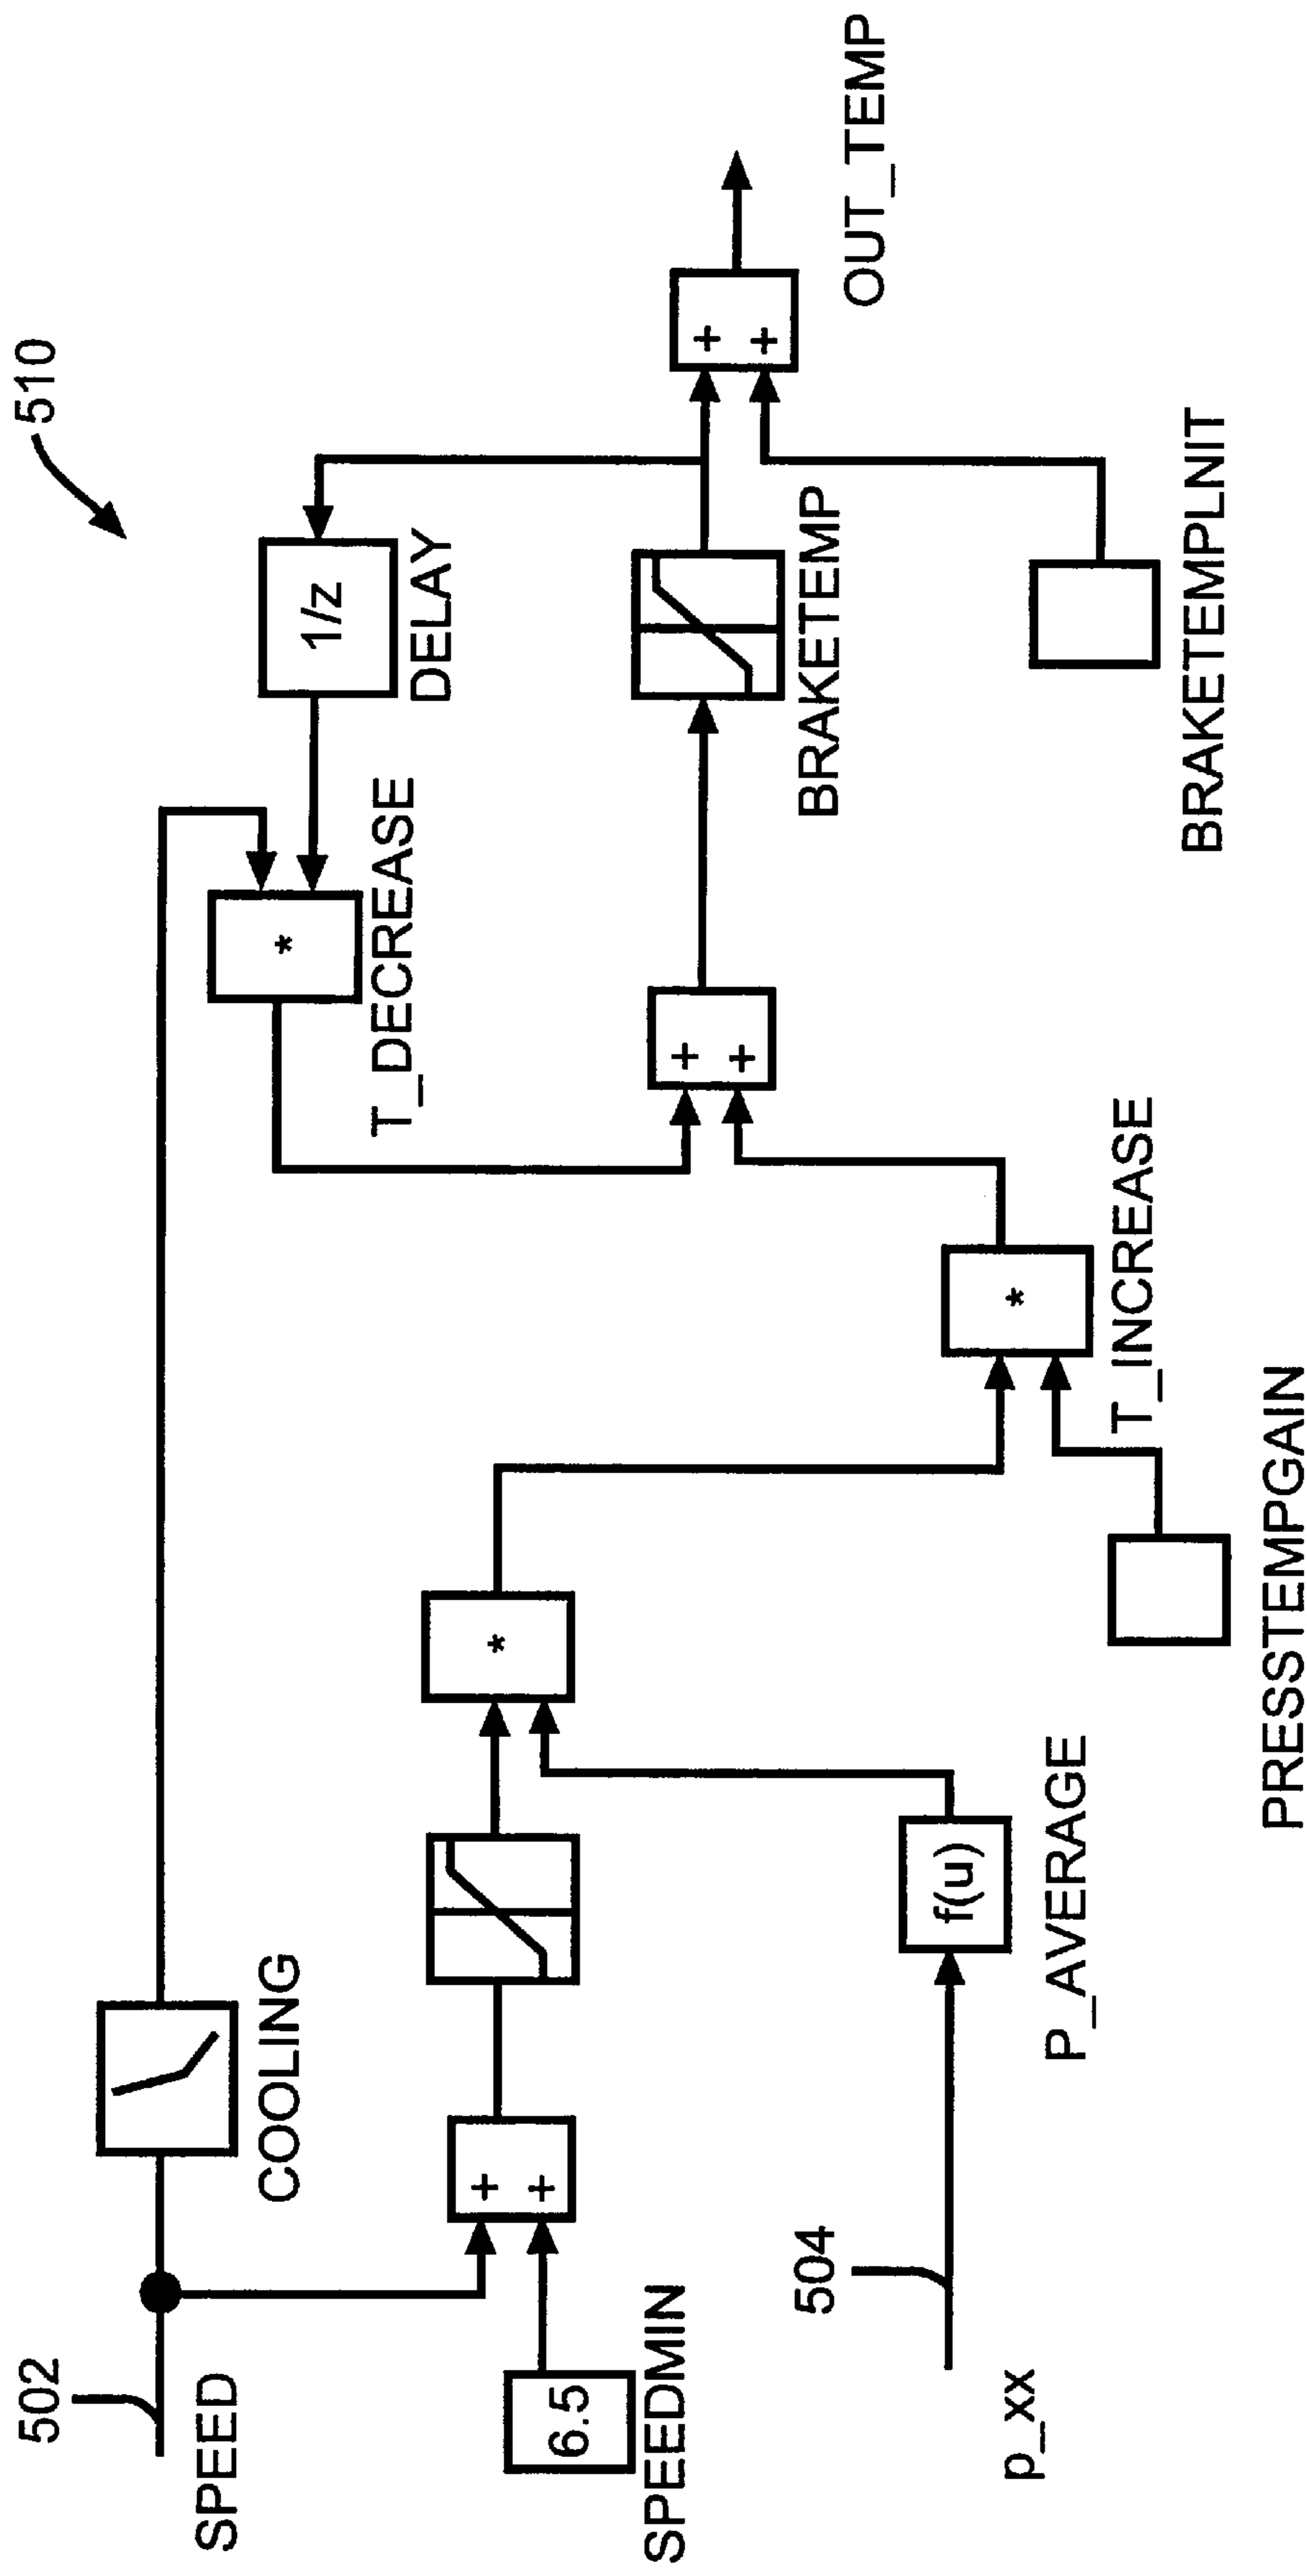 510
502
SPEED
COOLING
*
T_DECREASE
1/z
DELAY
+
+
6.5
SPEEDMIN
*
+
+
BRAKETEMP
+
+
OUT_TEMP
504
p_xx
f(u)
P_AVERAGE
*
T_INCREASE
PRESSTEMPGAIN
BRAKETEMPLNIT